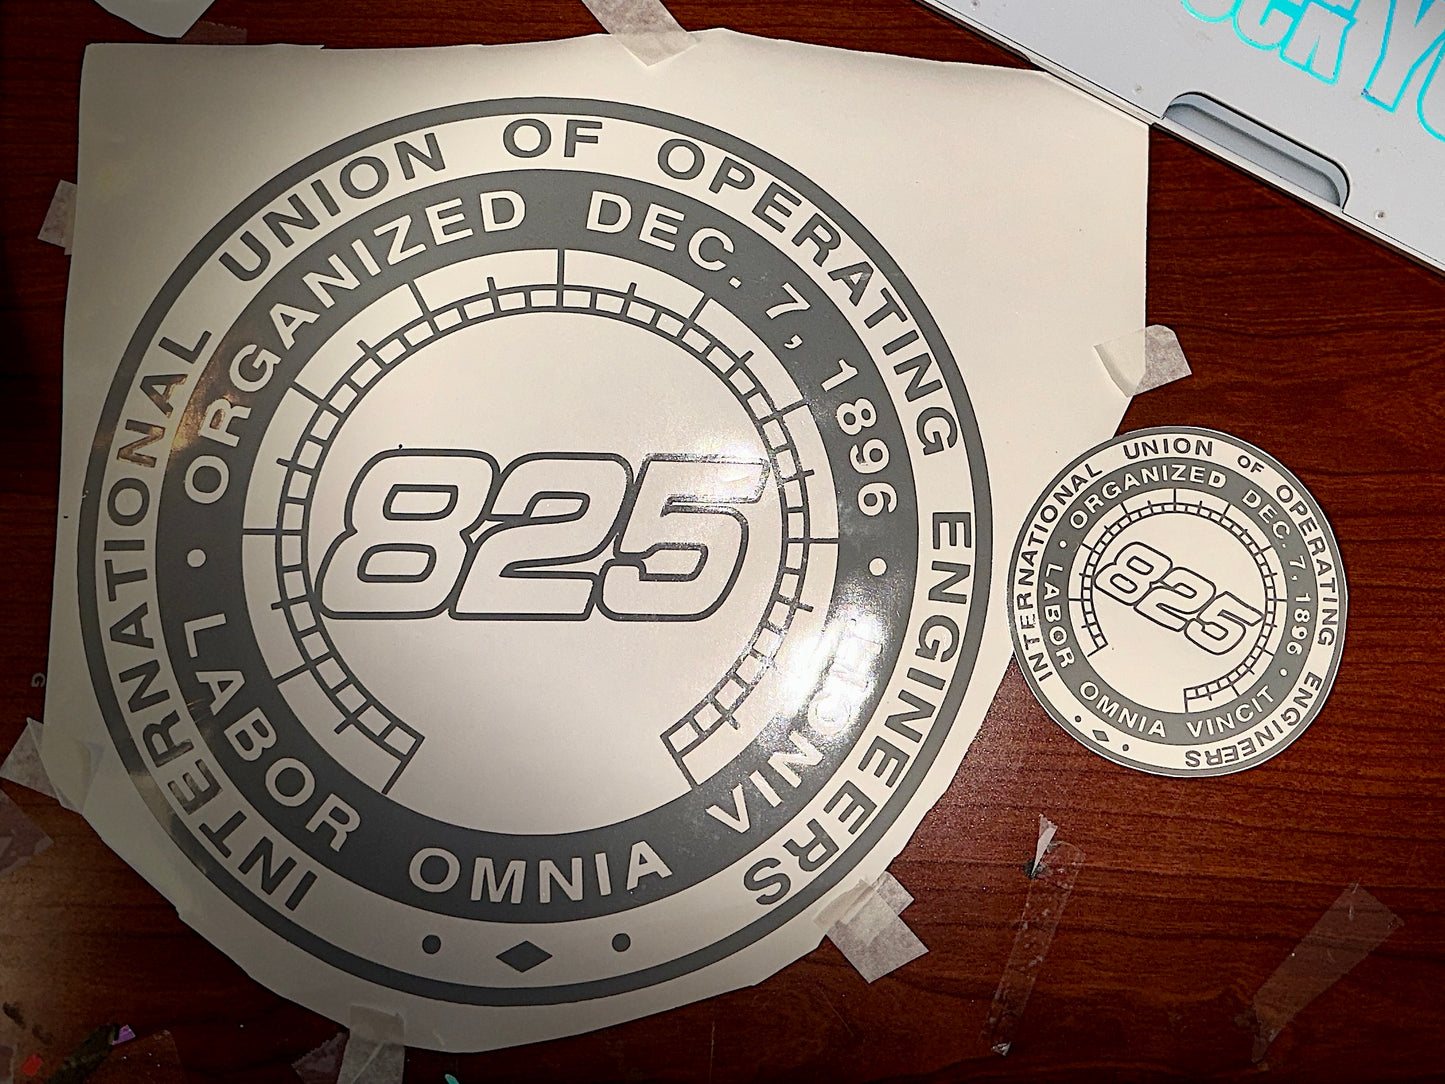 INTERNATIONAL UNION OF OPERATING ENGINEERS
• ORGANIZED DEC. 7, 1896 •
LABOR OMNIA VINCIT
825
INTERNATIONAL UNION OF OPERATING ENGINEERS
• ORGANIZED DEC. 7, 1896 •
LABOR OMNIA VINCIT
825